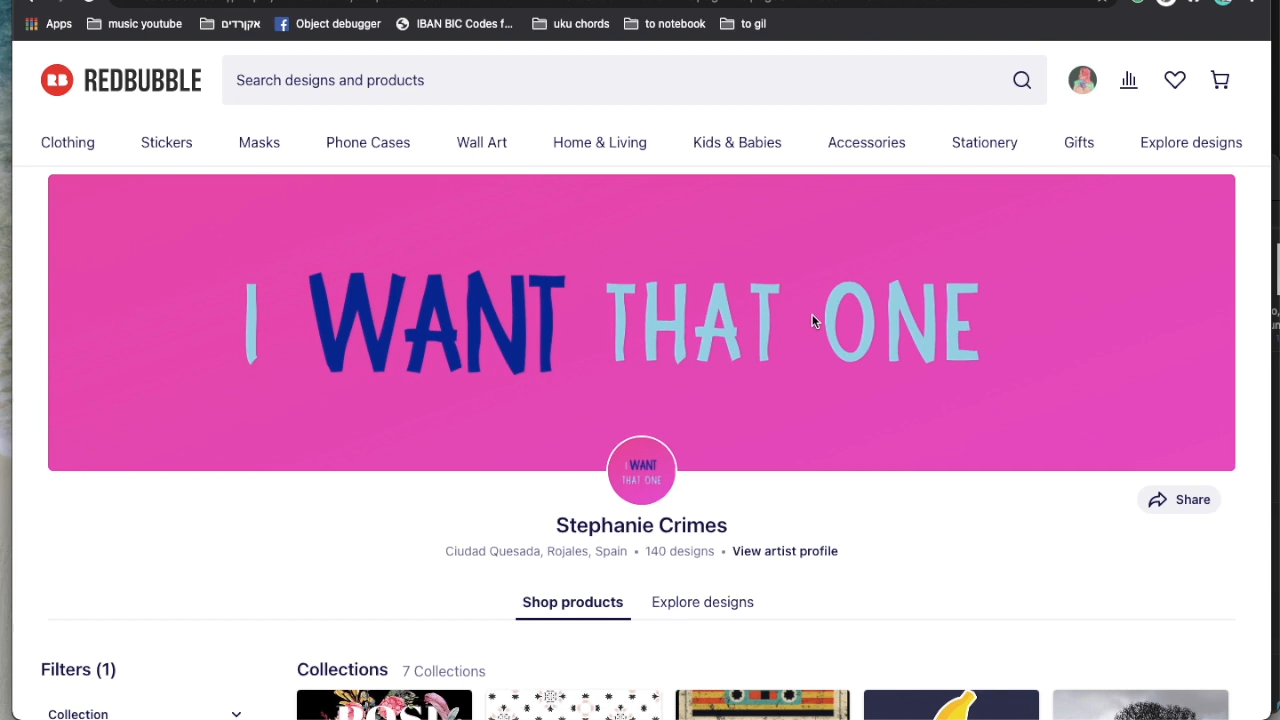 Apps music youtube אקורדים Object debugger IBAN BIC Codes f... uku chords to notebook to gil
RB REDBUBBLE Search designs and products
Clothing Stickers Masks Phone Cases Wall Art Home & Living Kids & Babies Accessories Stationery Gifts Explore designs
I WANT THAT ONE
I WANT
THAT ONE
Share
Stephanie Crimes
Ciudad Quesada, Rojales, Spain • 140 designs • View artist profile
Shop products Explore designs
Filters (1) Collections 7 Collections
Collection